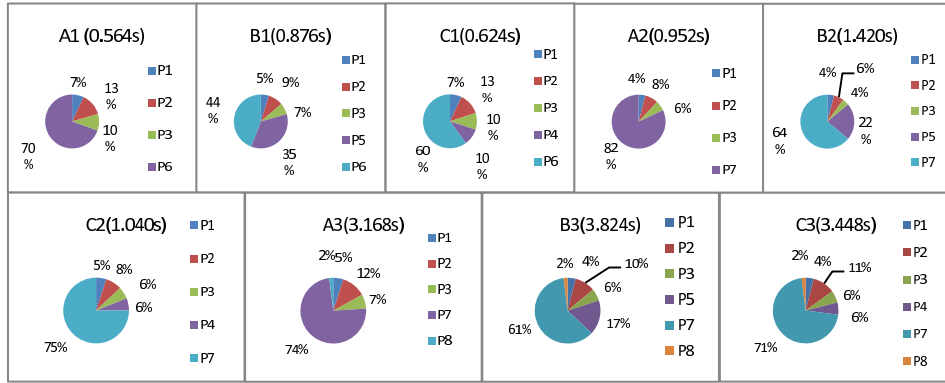 A1 (0.564s)
7%
13
%
10
%
70
%
P1
P2
P3
P6
B1(0.876s)
5%
9%
7%
35
%
44
%
P1
P2
P3
P5
P6
C1(0.624s)
7%
13
%
10
%
10
%
60
%
P1
P2
P3
P4
P6
A2(0.952s)
4%
8%
6%
82
%
P1
P2
P3
P7
B2(1.420s)
4%
6%
4%
22
%
64
%
P1
P2
P3
P5
P7
C2(1.040s)
5%
8%
6%
6%
75%
P1
P2
P3
P4
P7
A3(3.168s)
2%
5%
12%
7%
74%
P1
P2
P3
P7
P8
B3(3.824s)
2%
4%
10%
6%
17%
61%
P1
P2
P3
P5
P7
P8
C3(3.448s)
2%
4%
11%
6%
6%
71%
P1
P2
P3
P4
P7
P8